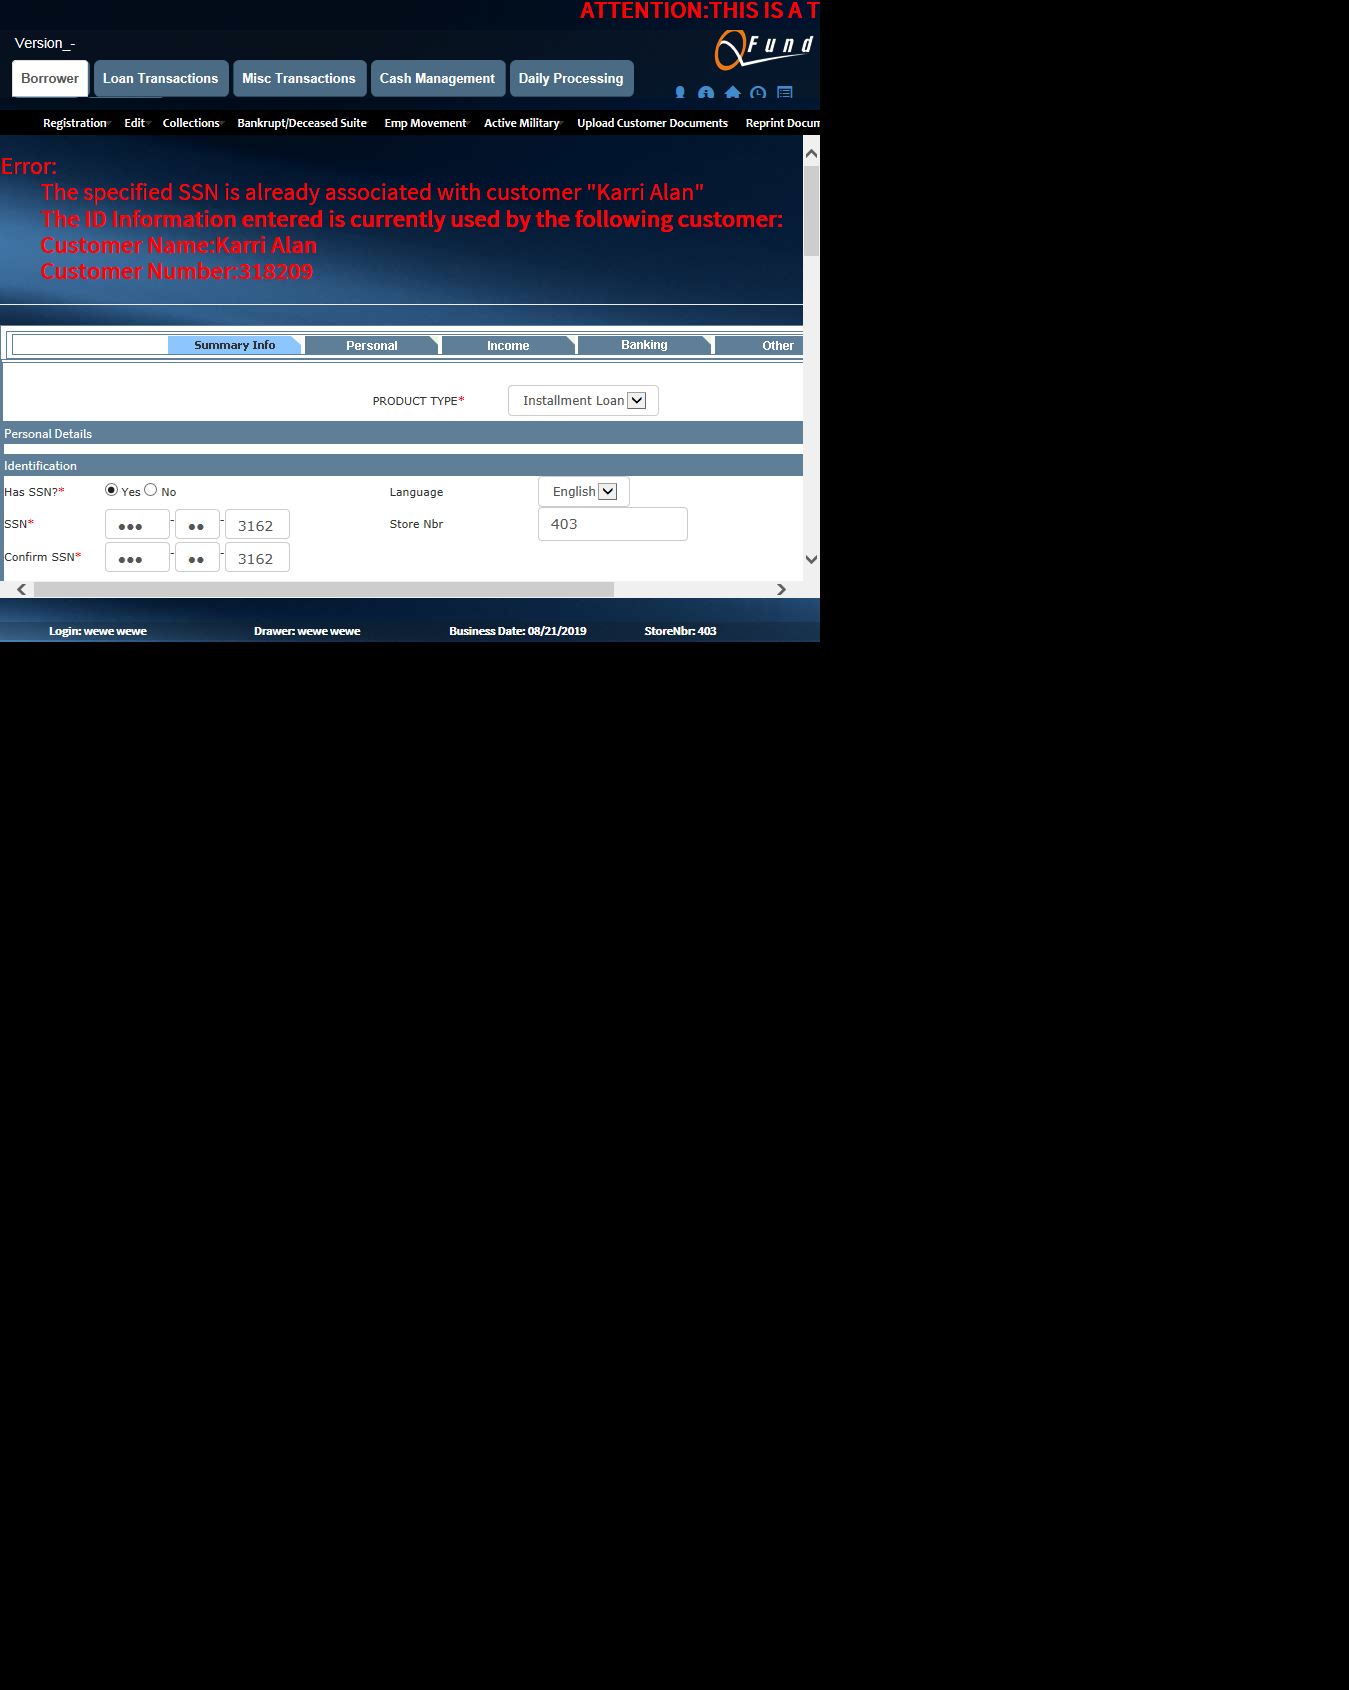 ATTENTION:THIS IS A T
Version_-
QFund
Borrower Loan Transactions Misc Transactions Cash Management Daily Processing
Registration Edit Collections Bankrupt/Deceased Suite Emp Movement Active Military Upload Customer Documents Reprint Docum
Error:
The specified SSN is already associated with customer "Karri Alan"
The ID Information entered is currently used by the following customer:
Customer Name:Karri Alan
Customer Number:318209
Summary Info Personal Income Banking Other
PRODUCT TYPE* Installment Loan
Personal Details
Identification
Has SSN?* Yes No Language English
SSN* ●●● - ●● - 3162 Store Nbr 403
Confirm SSN* ●●● - ●● - 3162
Login: wewe wewe Drawer: wewe wewe Business Date: 08/21/2019 StoreNbr: 403